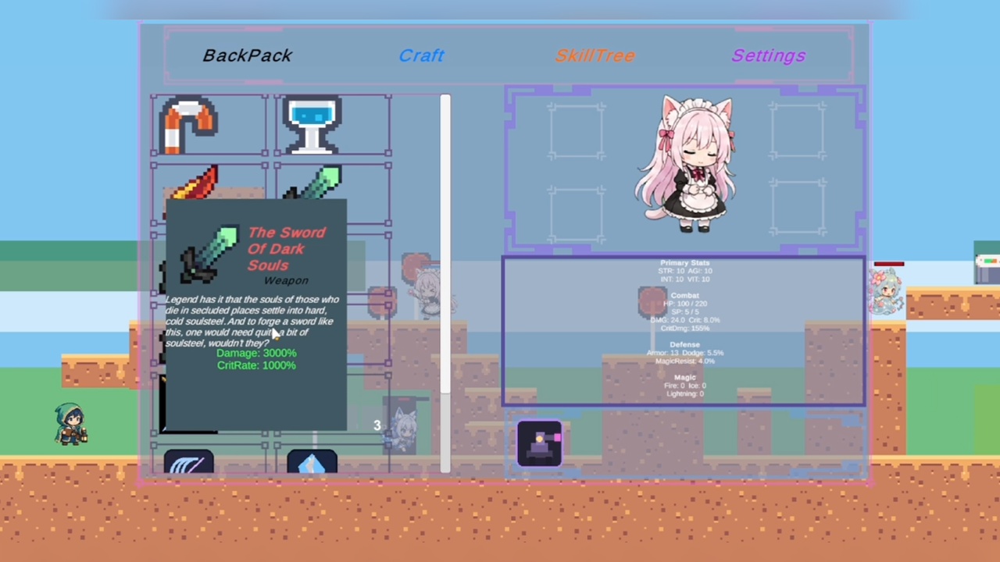 BackPack
Craft
SkillTree
Settings
The Sword
Of Dark
Souls
Weapon
Legend has it that the souls of those who
die in secluded places settle into hard,
cold soulsteel. And to forge a sword like
this, one would need quite a bit of
soulsteel, wouldn't they?
Damage: 3000%
CritRate: 1000%
3
Primary Stats
STR: 10 AGI: 10
INT: 10 VIT: 10
Combat
HP: 100 / 220
SP: 5 / 5
DMG: 24.0 Crit: 8.0%
CritDmg: 155%
Defense
Armor: 13 Dodge: 5.5%
MagicResist: 4.0%
Magic
Fire: 0 Ice: 0
Lightning: 0